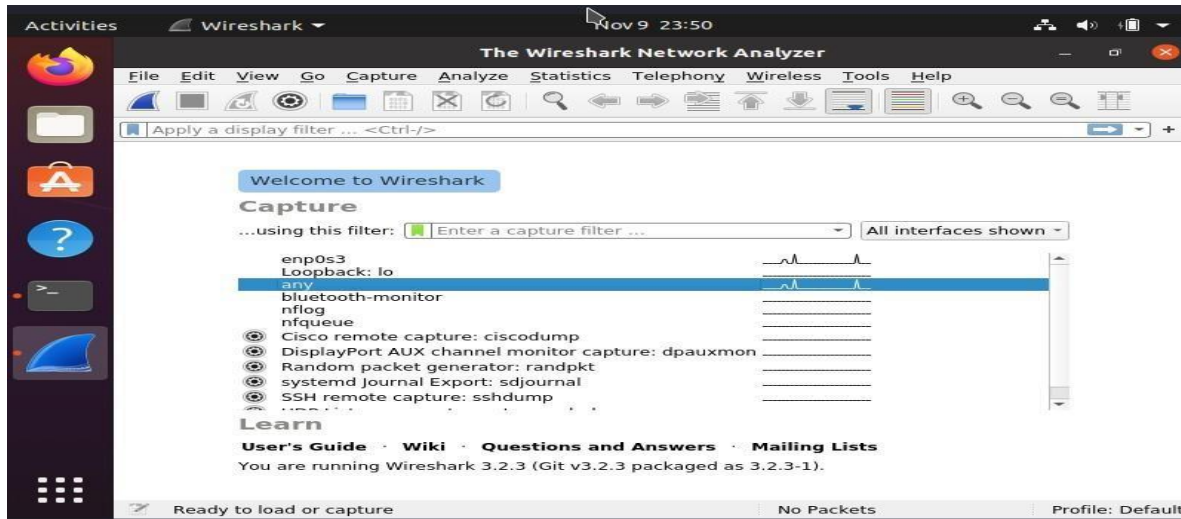 Activities Wireshark Nov 9 23:50
The Wireshark Network Analyzer
File Edit View Go Capture Analyze Statistics Telephony Wireless Tools Help
Apply a display filter ... <Ctrl-/>
Welcome to Wireshark
Capture
...using this filter: Enter a capture filter ... All interfaces shown
enp0s3
Loopback: lo
any
bluetooth-monitor
nflog
nfqueue
Cisco remote capture: ciscodump
DisplayPort AUX channel monitor capture: dpauxmon
Random packet generator: randpkt
systemd Journal Export: sdjournal
SSH remote capture: sshdump
Learn
User's Guide · Wiki · Questions and Answers · Mailing Lists
You are running Wireshark 3.2.3 (Git v3.2.3 packaged as 3.2.3-1).
Ready to load or capture No Packets Profile: Default